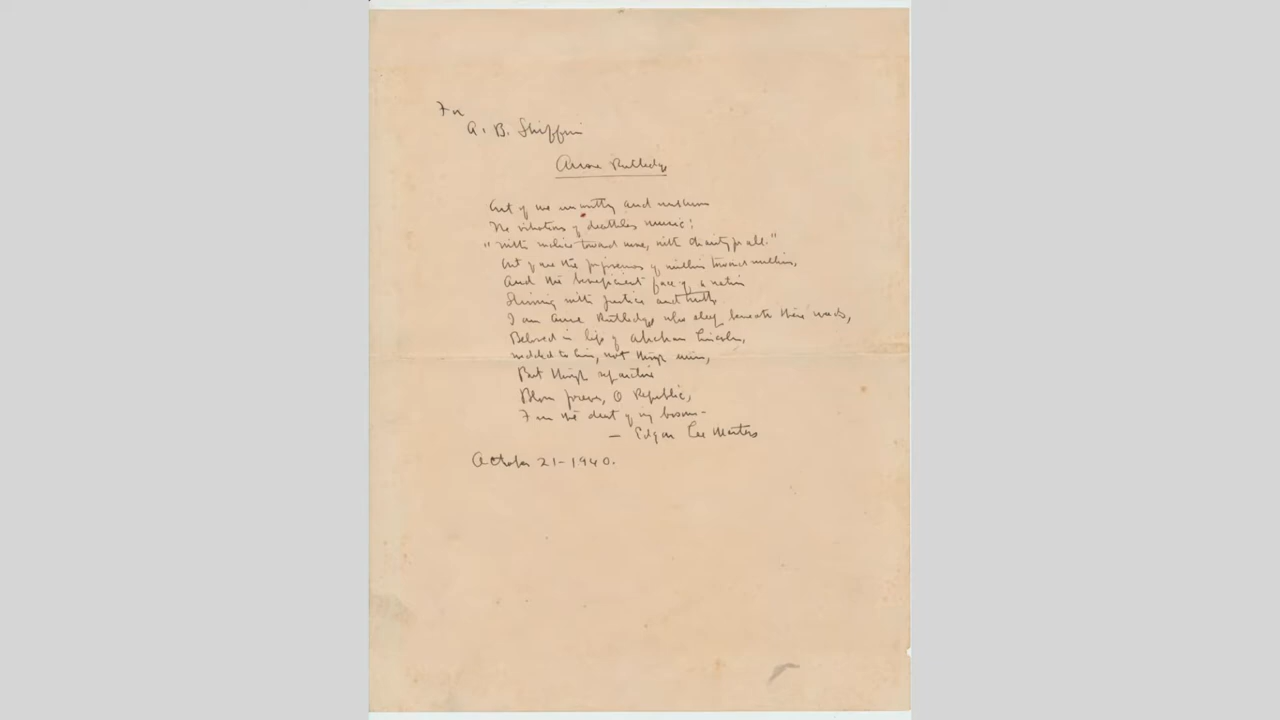 For
A. B. Shiffrin
Anne Rutledge
Out of me unworthy and unknown
The vibrations of deathless music:
"With malice toward none, with charity for all."
Out of me the forgiveness of millions toward millions,
And the beneficent face of a nation
Shining with justice and truth.
I am Anne Rutledge who sleep beneath these weeds,
Beloved in life of Abraham Lincoln,
Wedded to him, not through union,
But through separation
Bloom forever, O Republic,
From the dust of my bosom—
— Edgar Lee Masters
October 21-1940.